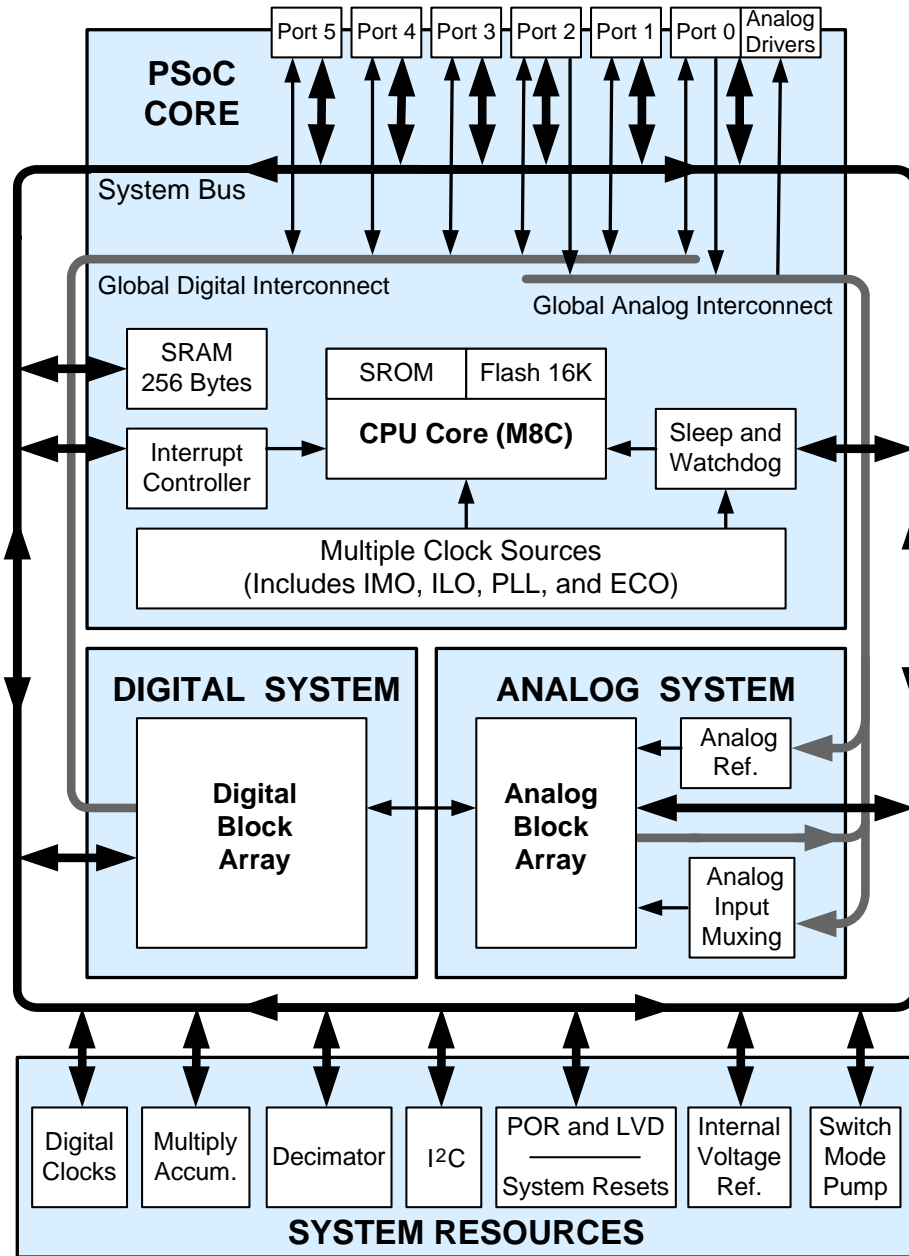 Port 5
Port 4
Port 3
Port 2
Port 1
Port 0
Analog
Drivers
PSoC
CORE
System Bus
Global Digital Interconnect
Global Analog Interconnect
SRAM
256 Bytes
SROM
Flash 16K
CPU Core (M8C)
Interrupt
Controller
Sleep and
Watchdog
Multiple Clock Sources
(Includes IMO, ILO, PLL, and ECO)
DIGITAL SYSTEM
Digital
Block
Array
ANALOG SYSTEM
Analog
Block
Array
Analog
Ref.
Analog
Input
Muxing
Digital
Clocks
Multiply
Accum.
Decimator
I²C
POR and LVD
System Resets
Internal
Voltage
Ref.
Switch
Mode
Pump
SYSTEM RESOURCES